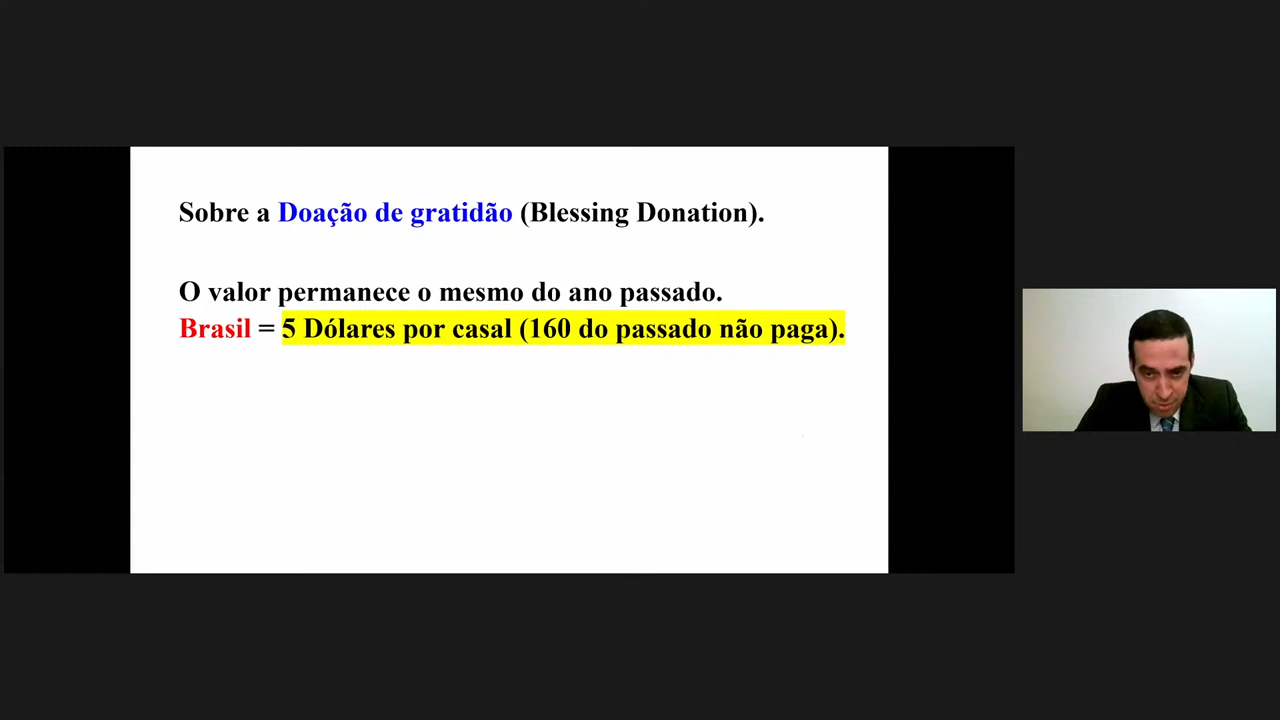 Sobre a Doação de gratidão (Blessing Donation).
O valor permanece o mesmo do ano passado.
Brasil = 5 Dólares por casal (160 do passado não paga).